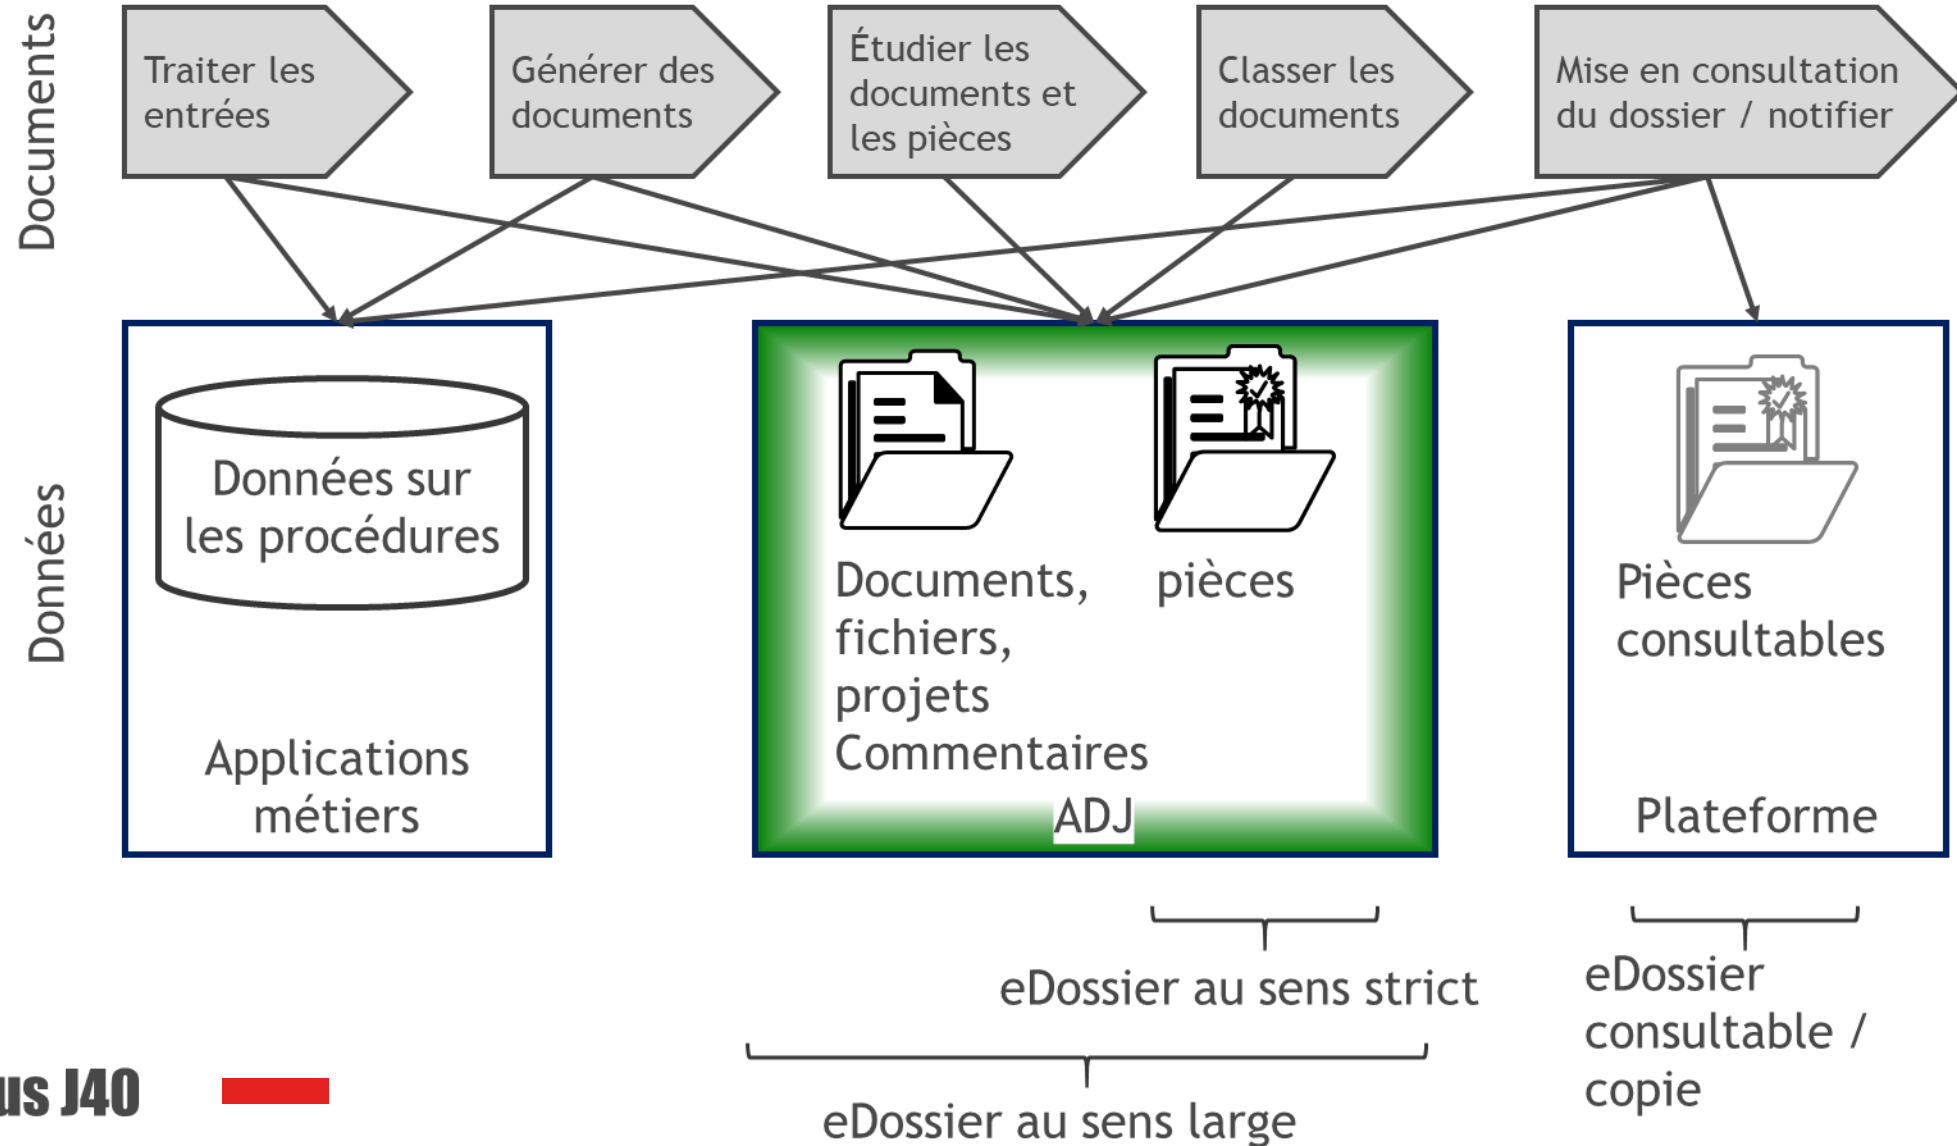 Documents
Traiter les
entrées
Générer des
documents
Étudier les
documents et
les pièces
Classer les
documents
Mise en consultation
du dossier / notifier
Données
Données sur
les procédures
Applications
métiers
Documents,
fichiers,
projets
Commentaires
pièces
ADJ
Pièces
consultables
Plateforme
eDossier au sens strict
eDossier
consultable /
copie
eDossier au sens large
us J40